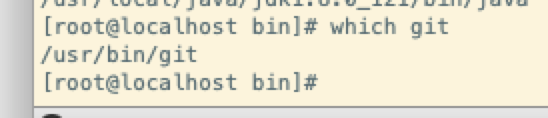 /usr/local/java/jdk1.8.0_121/bin/java
[root@localhost bin]# which git
/usr/bin/git
[root@localhost bin]#